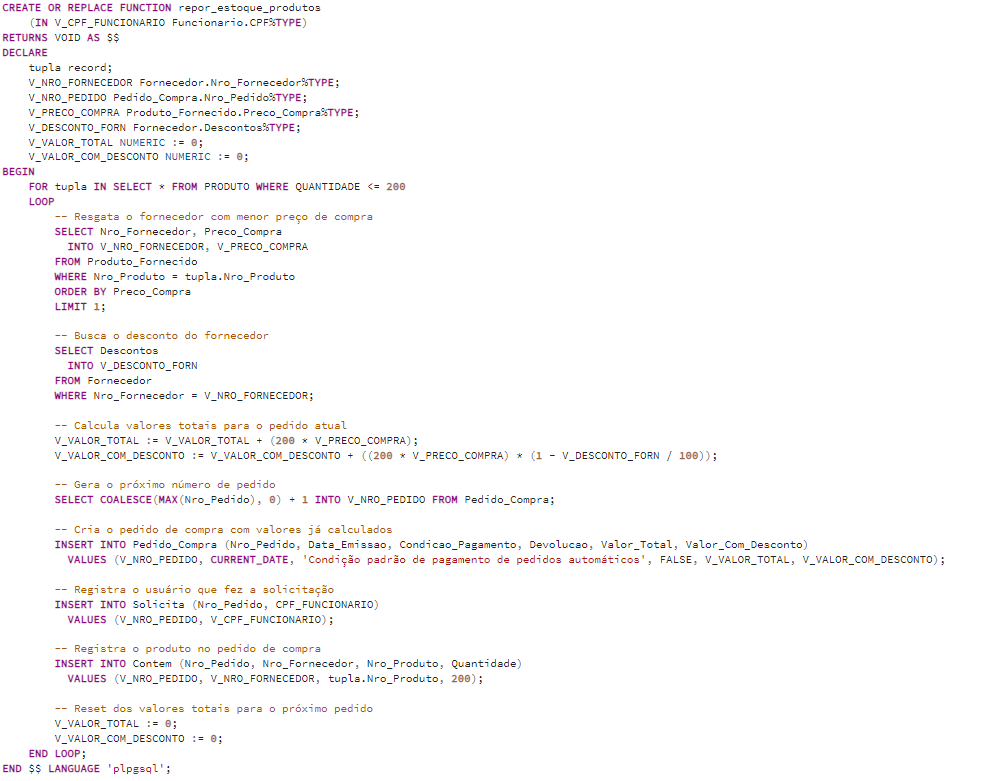 CREATE OR REPLACE FUNCTION repor_estoque_produtos
    (IN V_CPF_FUNCIONARIO Funcionario.CPF%TYPE)
RETURNS VOID AS $$
DECLARE
    tupla record;
    V_NRO_FORNECEDOR Fornecedor.Nro_Fornecedor%TYPE;
    V_NRO_PEDIDO Pedido_Compra.Nro_Pedido%TYPE;
    V_PRECO_COMPRA Produto_Fornecido.Preco_Compra%TYPE;
    V_DESCONTO_FORN Fornecedor.Descontos%TYPE;
    V_VALOR_TOTAL NUMERIC := 0;
    V_VALOR_COM_DESCONTO NUMERIC := 0;
BEGIN
    FOR tupla IN SELECT * FROM PRODUTO WHERE QUANTIDADE <= 200
    LOOP
        -- Resgata o fornecedor com menor preço de compra
        SELECT Nro_Fornecedor, Preco_Compra
          INTO V_NRO_FORNECEDOR, V_PRECO_COMPRA
        FROM Produto_Fornecido
        WHERE Nro_Produto = tupla.Nro_Produto
        ORDER BY Preco_Compra
        LIMIT 1;

        -- Busca o desconto do fornecedor
        SELECT Descontos
          INTO V_DESCONTO_FORN
        FROM Fornecedor
        WHERE Nro_Fornecedor = V_NRO_FORNECEDOR;

        -- Calcula valores totais para o pedido atual
        V_VALOR_TOTAL := V_VALOR_TOTAL + (200 * V_PRECO_COMPRA);
        V_VALOR_COM_DESCONTO := V_VALOR_COM_DESCONTO + ((200 * V_PRECO_COMPRA) * (1 - V_DESCONTO_FORN / 100));

        -- Gera o próximo número de pedido
        SELECT COALESCE(MAX(Nro_Pedido), 0) + 1 INTO V_NRO_PEDIDO FROM Pedido_Compra;

        -- Cria o pedido de compra com valores já calculados
        INSERT INTO Pedido_Compra (Nro_Pedido, Data_Emissao, Condicao_Pagamento, Devolucao, Valor_Total, Valor_Com_Desconto)
          VALUES (V_NRO_PEDIDO, CURRENT_DATE, 'Condição padrão de pagamento de pedidos automáticos', FALSE, V_VALOR_TOTAL, V_VALOR_COM_DESCONTO);

        -- Registra o usuário que fez a solicitação
        INSERT INTO Solicita (Nro_Pedido, CPF_FUNCIONARIO)
          VALUES (V_NRO_PEDIDO, V_CPF_FUNCIONARIO);

        -- Registra o produto no pedido de compra
        INSERT INTO Contem (Nro_Pedido, Nro_Fornecedor, Nro_Produto, Quantidade)
          VALUES (V_NRO_PEDIDO, V_NRO_FORNECEDOR, tupla.Nro_Produto, 200);

        -- Reset dos valores totais para o próximo pedido
        V_VALOR_TOTAL := 0;
        V_VALOR_COM_DESCONTO := 0;
    END LOOP;
END $$ LANGUAGE 'plpgsql';